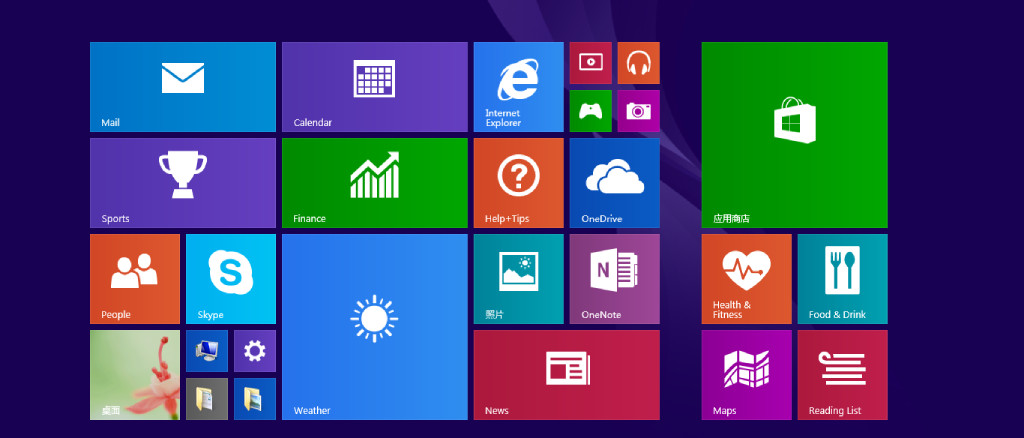 Mail
Calendar
Internet
Explorer
Sports
Finance
Help+Tips
OneDrive
应用商店
People
Skype
Weather
照片
N
OneNote
Health &
Fitness
Food & Drink
桌面
News
Maps
Reading List